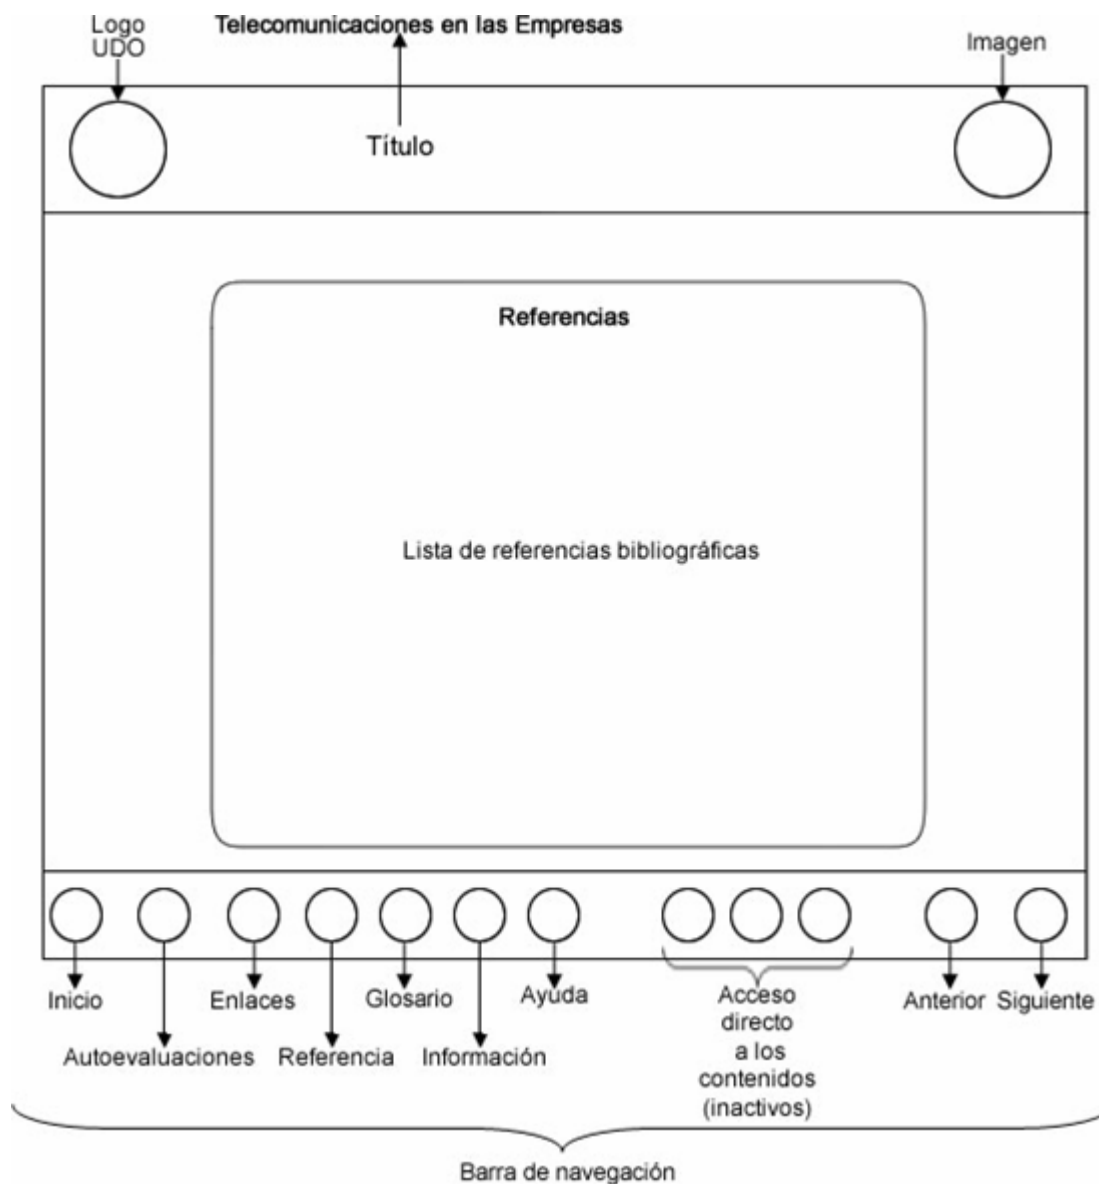 Logo
UDO
Telecomunicaciones en las Empresas
Imagen
Título
Referencias
Lista de referencias bibliográficas
Inicio
Enlaces
Glosario
Ayuda
Acceso
directo
a los
contenidos
(inactivos)
Anterior
Siguiente
Autoevaluaciones
Referencia
Información
Barra de navegación